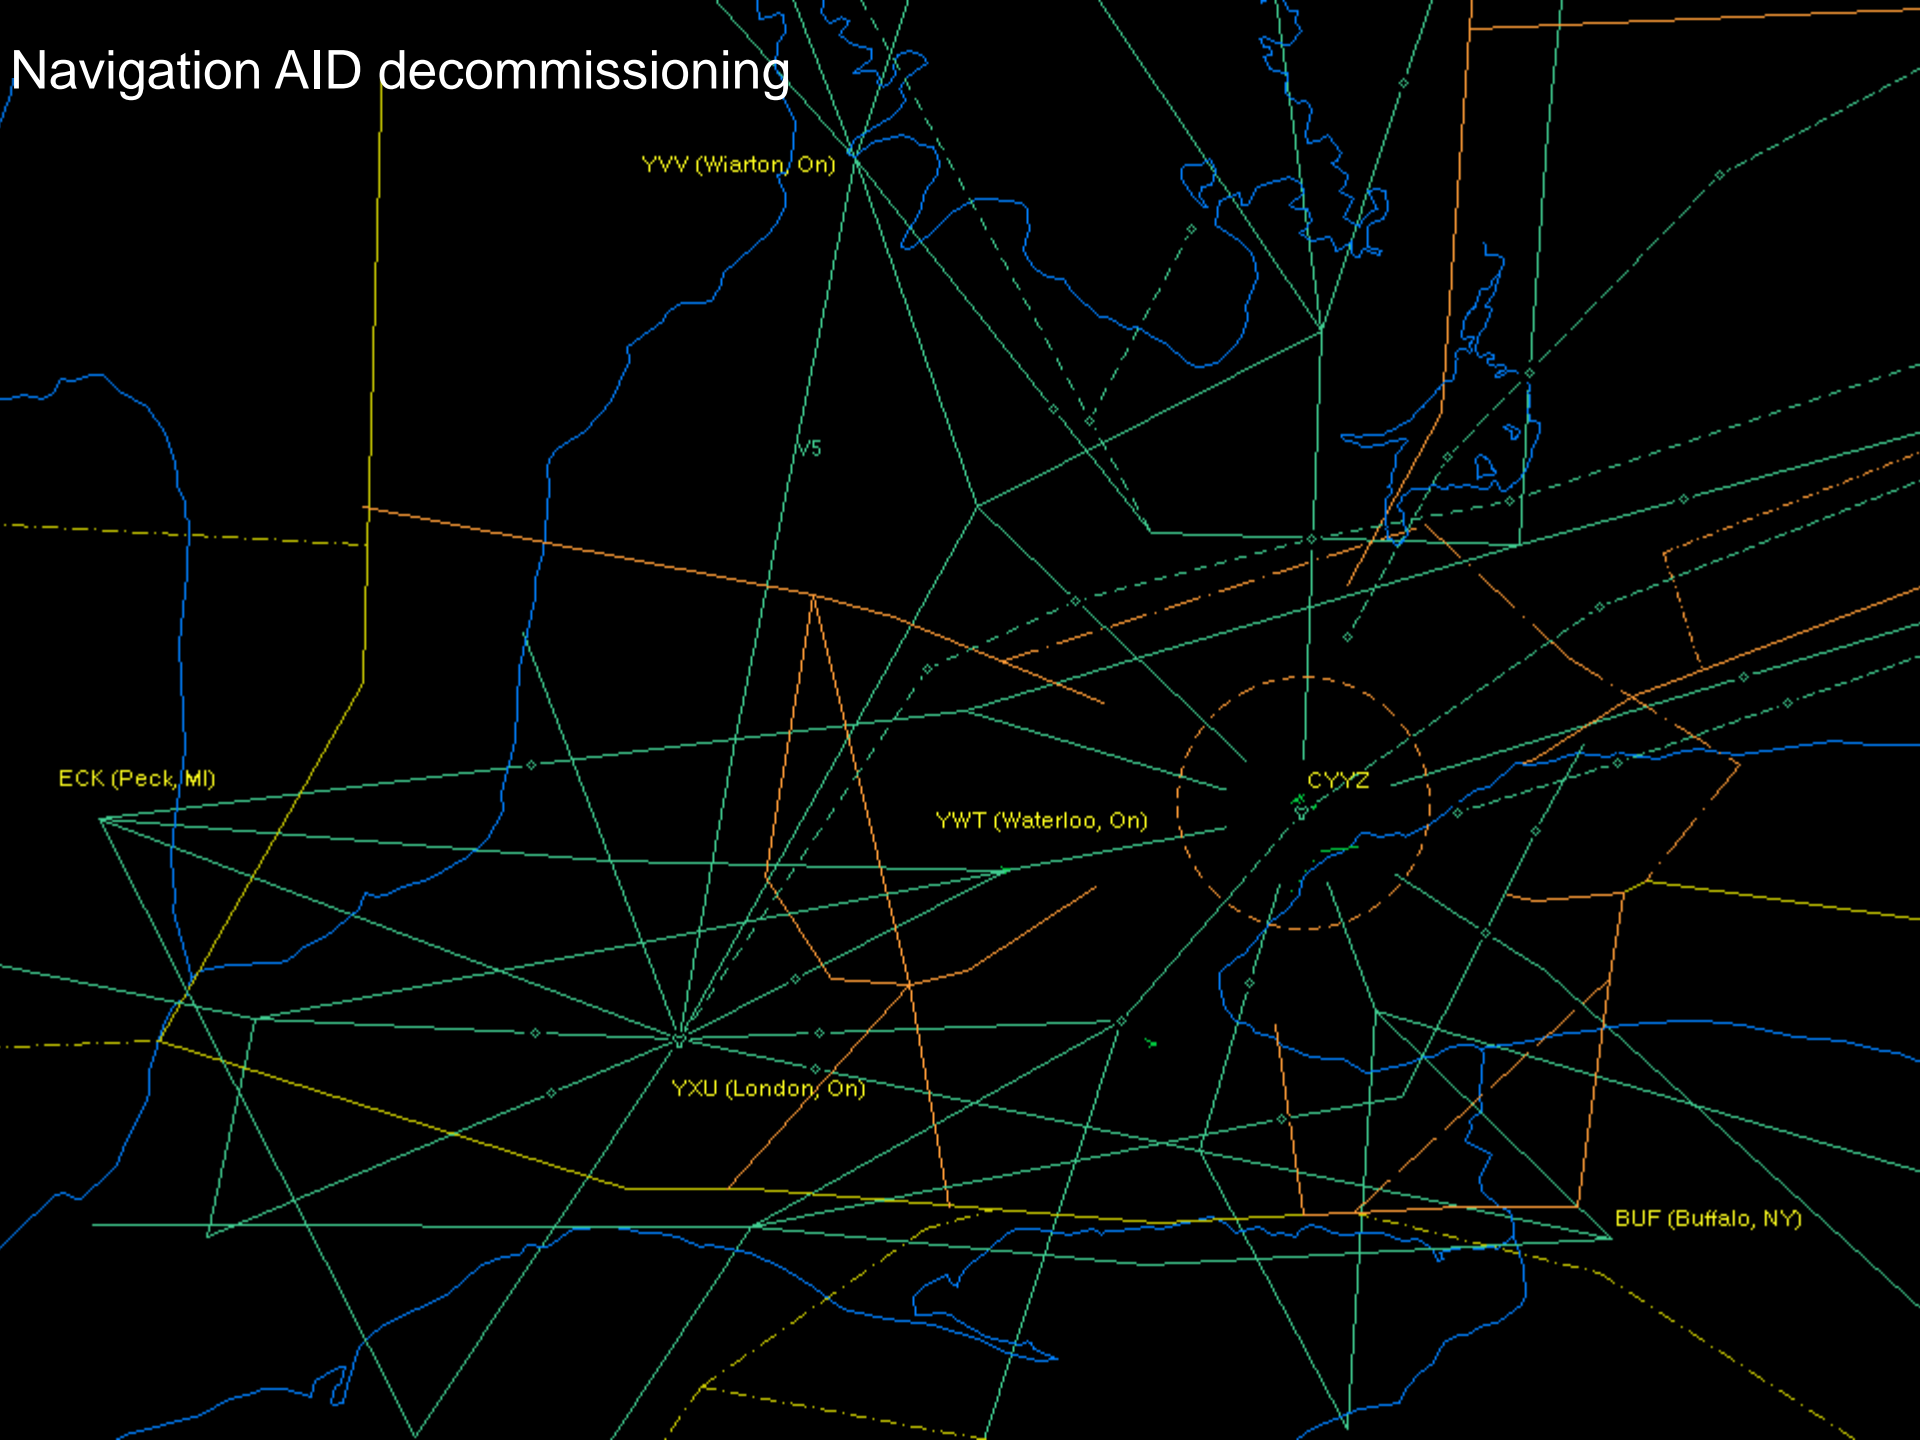 Navigation AID decommissioning
YVV (Wiarton, On)
V5
ECK (Peck, MI)
CYYZ
YWT (Waterloo, On)
YXU (London, On)
BUF (Buffalo, NY)